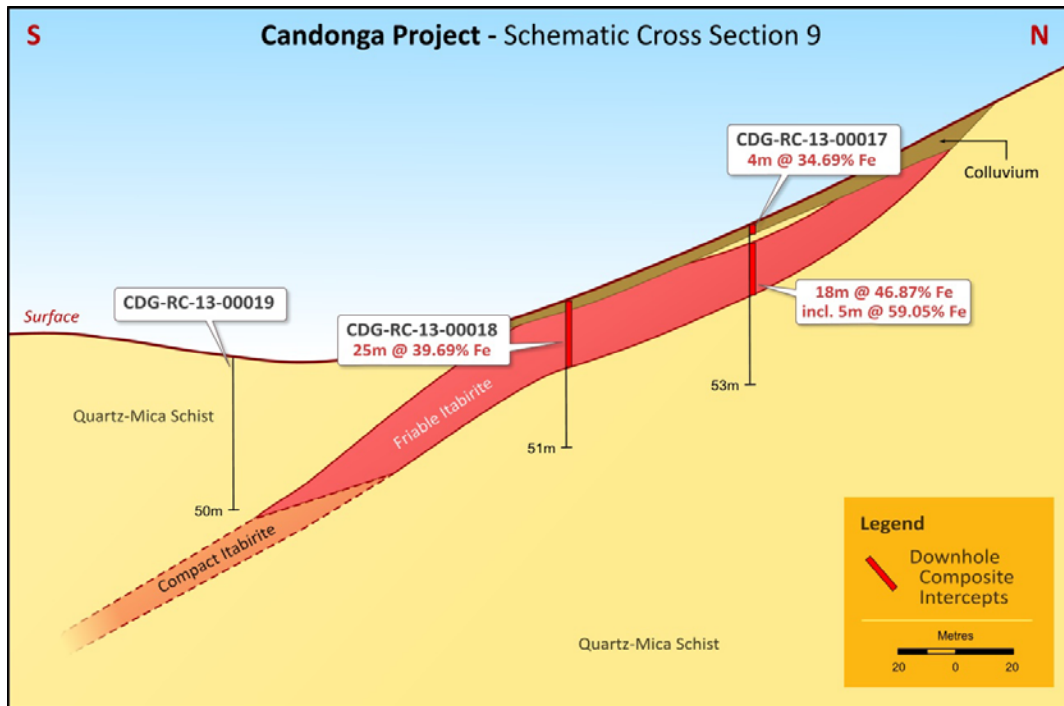 S
Candonga Project - Schematic Cross Section 9
N
CDG-RC-13-00017
4m @ 34.69% Fe
Colluvium
CDG-RC-13-00019
Surface
CDG-RC-13-00018
25m @ 39.69% Fe
18m @ 46.87% Fe
incl. 5m @ 59.05% Fe
53m
Quartz-Mica Schist
Friable Itabirite
51m
50m
Compact Itabirite
Quartz-Mica Schist
Legend
Downhole
Composite
Intercepts
Metres
20 0 20